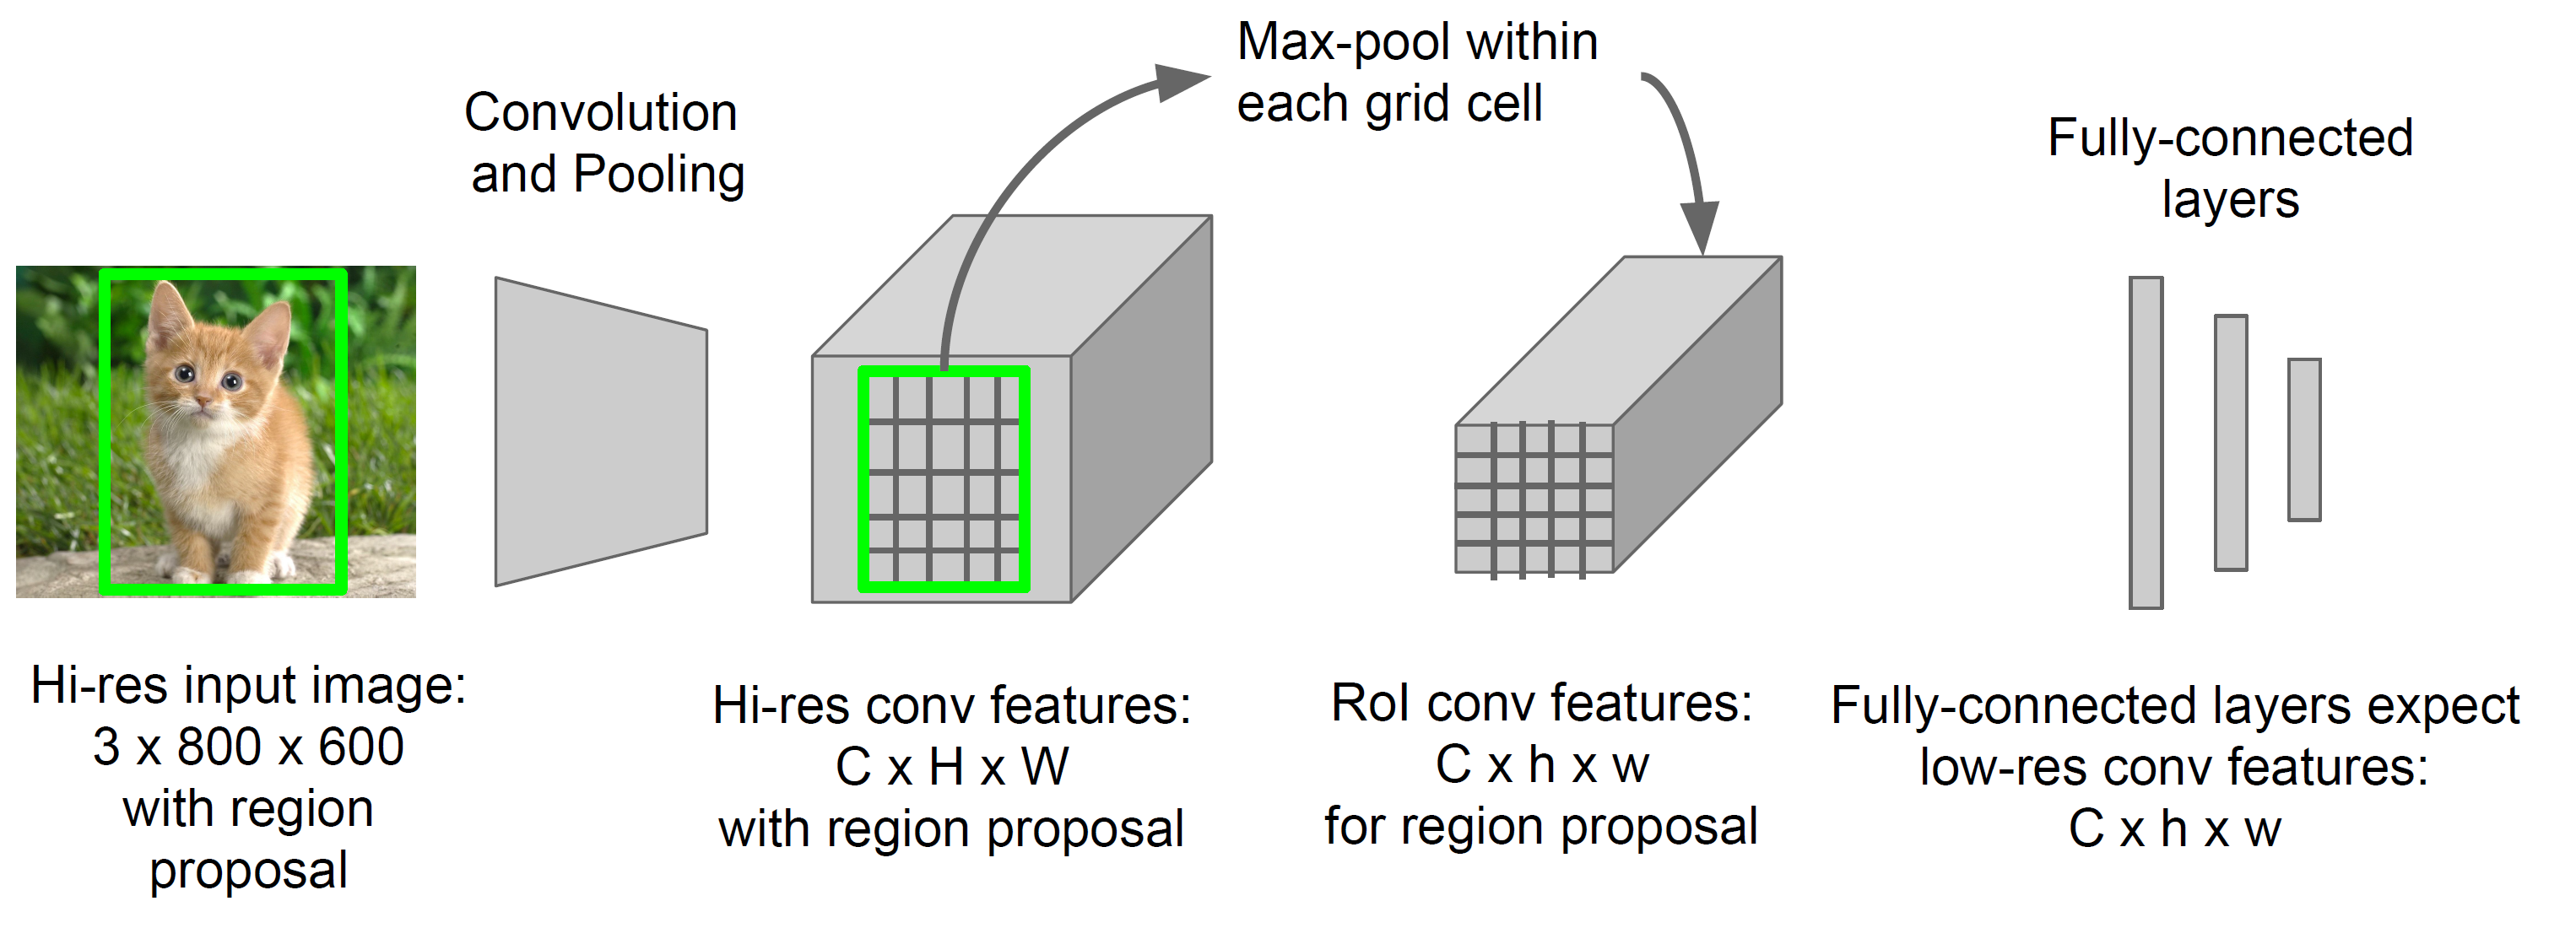 Convolution
and Pooling
Max-pool within
each grid cell
Fully-connected
layers
Hi-res input image:
3 x 800 x 600
with region
proposal
Hi-res conv features:
C x H x W
with region proposal
RoI conv features:
C x h x w
for region proposal
Fully-connected layers expect
low-res conv features:
C x h x w